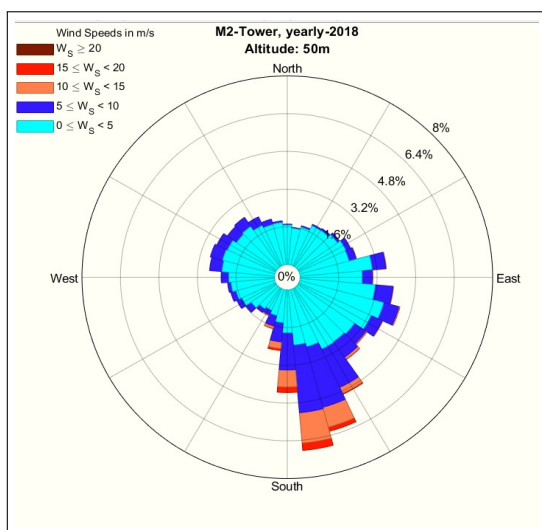 M2-Tower, yearly-2018
Altitude: 50m
Wind Speeds in m/s
W_S ≥ 20
15 ≤ W_S < 20
10 ≤ W_S < 15
5 ≤ W_S < 10
0 ≤ W_S < 5
North
8%
6.4%
4.8%
3.2%
1.6%
0%
West
East
South